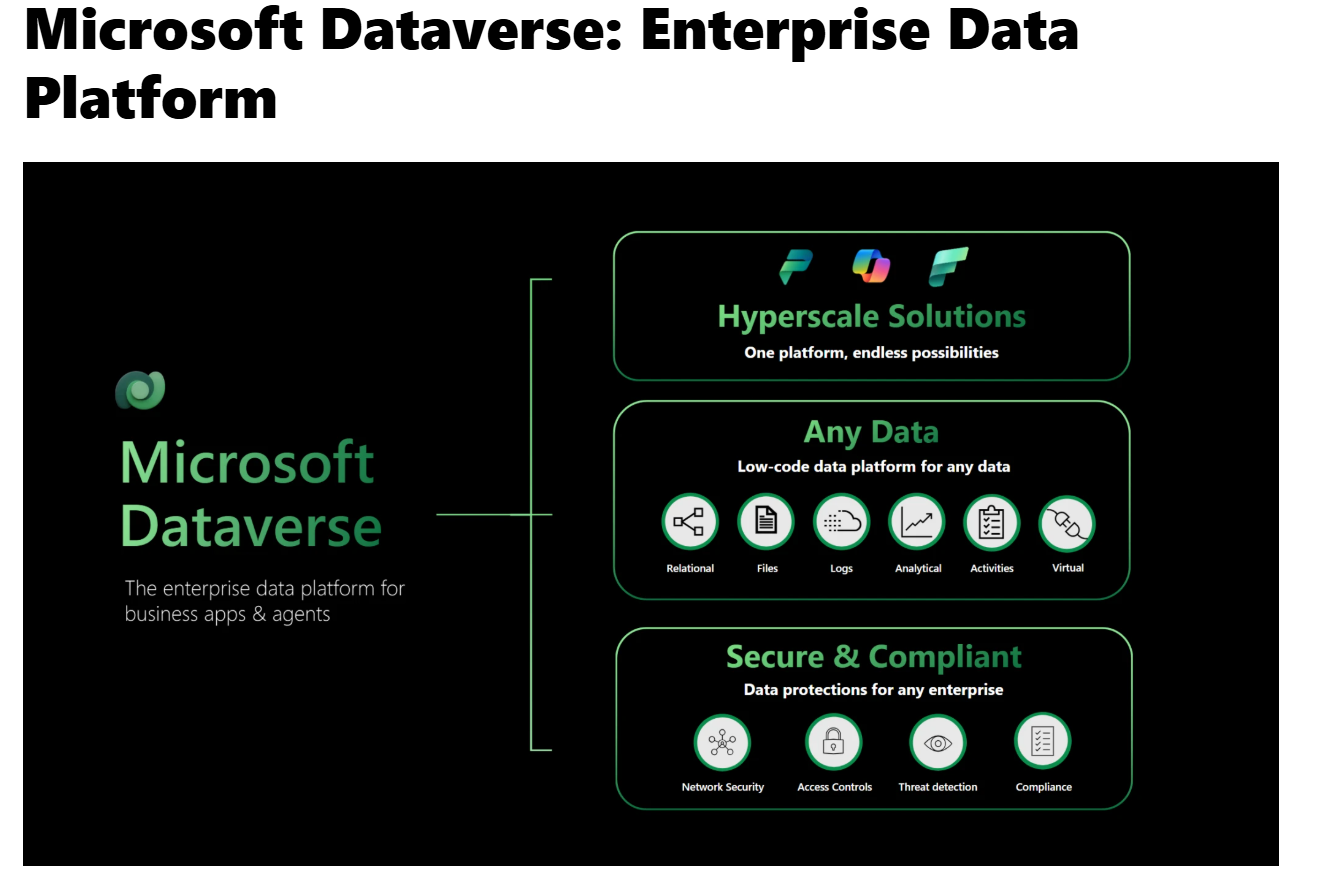 Microsoft Dataverse: Enterprise Data
Platform
Microsoft
Dataverse
The enterprise data platform for
business apps & agents
Hyperscale Solutions
One platform, endless possibilities
Any Data
Low-code data platform for any data
Relational Files Logs Analytical Activities Virtual
Secure & Compliant
Data protections for any enterprise
Network Security Access Controls Threat detection Compliance